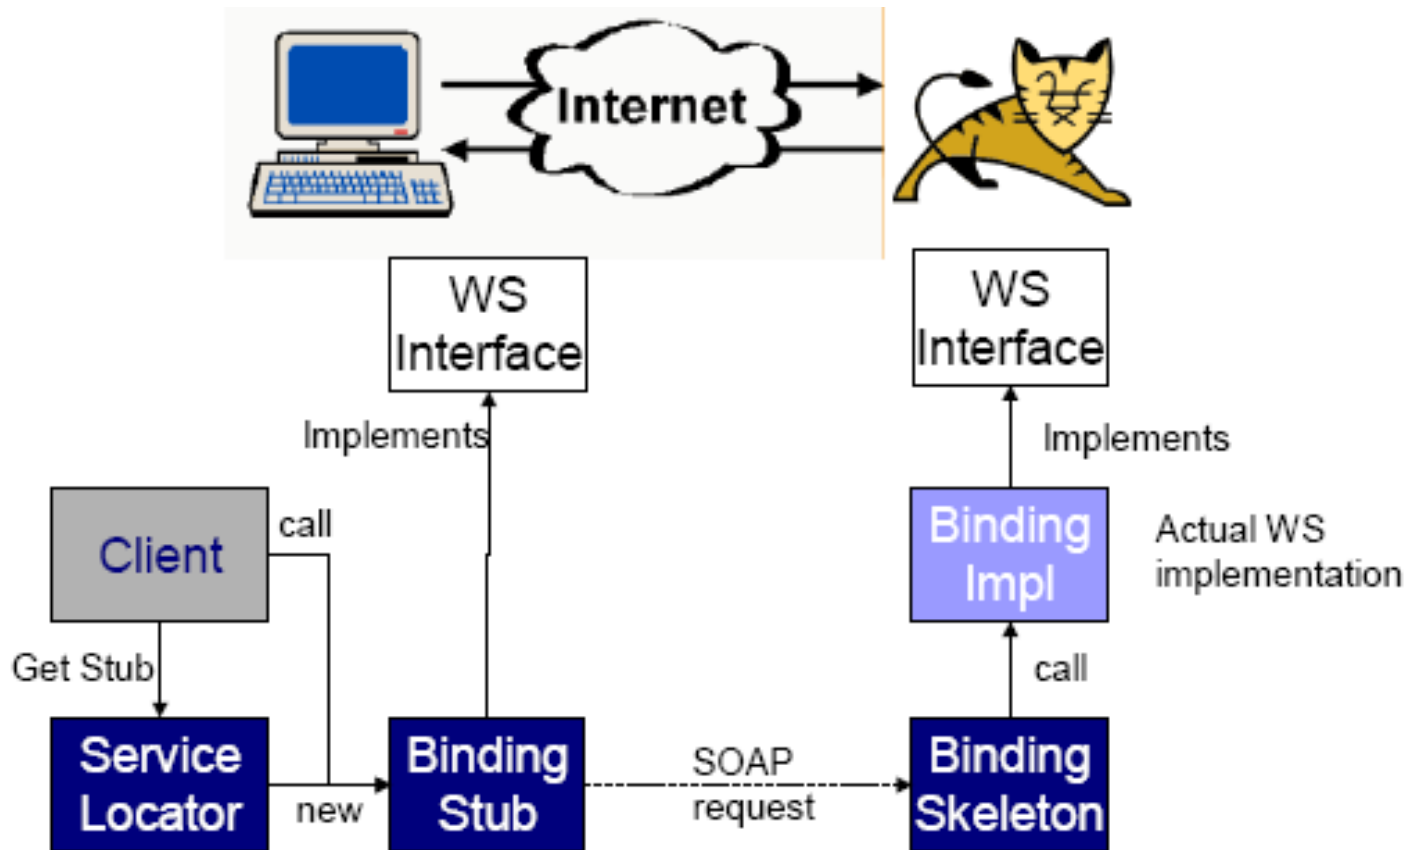 Internet
WS
Interface
WS
Interface
Implements
Implements
Client
call
Binding
Impl
Actual WS
implementation
Get Stub
call
Service
Locator
new
Binding
Stub
SOAP
request
Binding
Skeleton